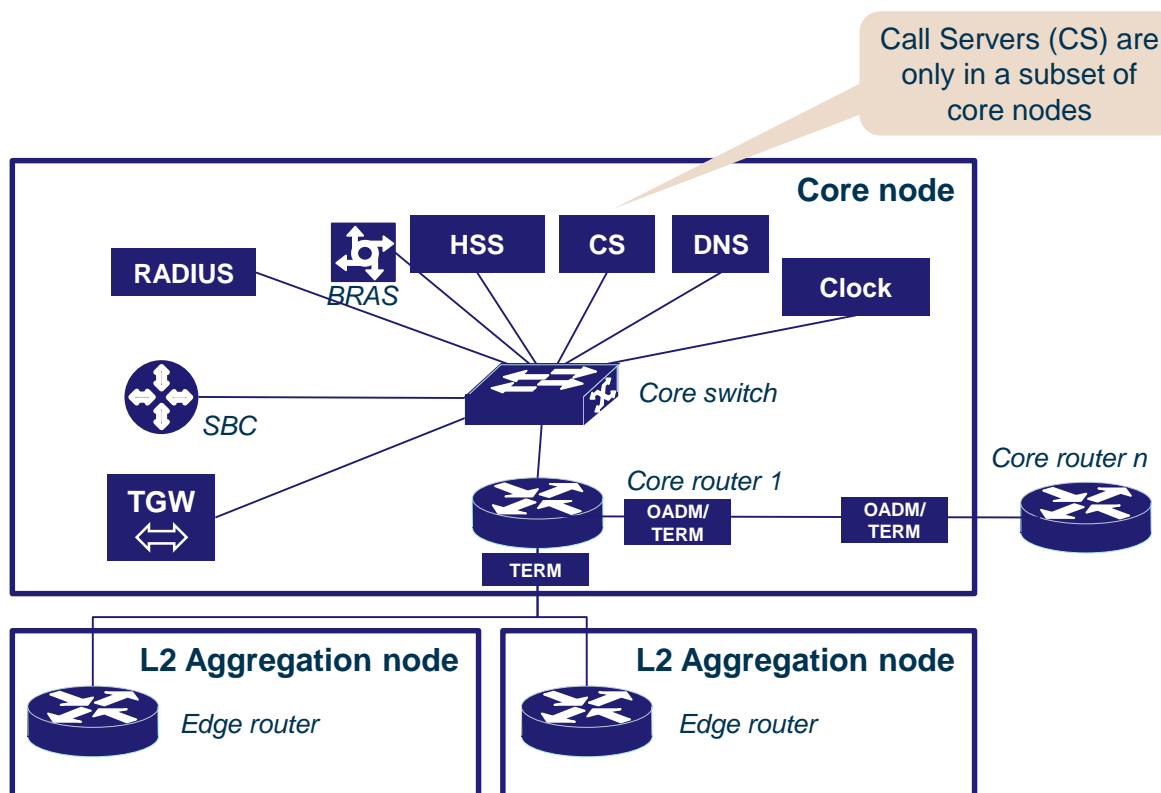 Call Servers (CS) are
only in a subset of
core nodes
Core node
HSS
CS
DNS
RADIUS
BRAS
Clock
Core switch
SBC
Core router 1
Core router n
TGW
OADM/
TERM
OADM/
TERM
TERM
L2 Aggregation node
L2 Aggregation node
Edge router
Edge router